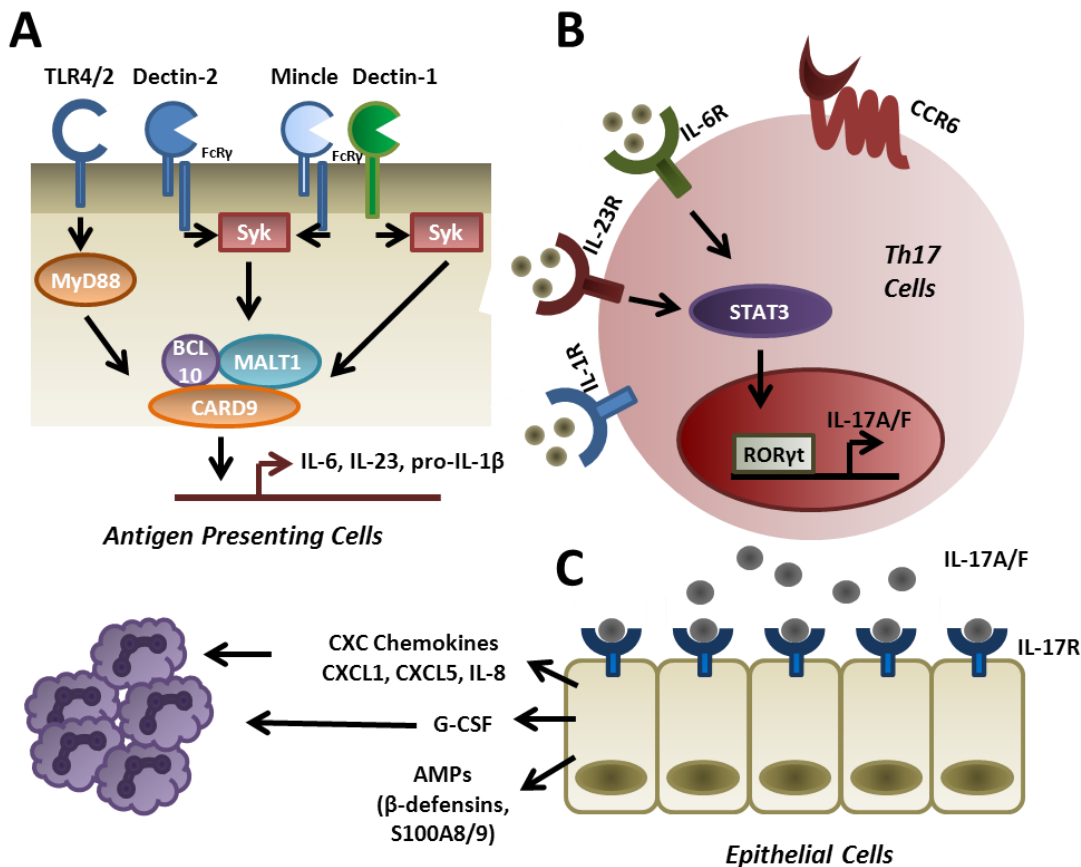 A
TLR4/2 Dectin-2 Mincle Dectin-1
FcRγ FcRγ
Syk Syk
MyD88
BCL
10
MALT1
CARD9
IL-6, IL-23, pro-IL-1β
Antigen Presenting Cells
B
IL-6R
CCR6
IL-23R
Th17
Cells
STAT3
IL-1R
IL-17A/F
RORγt
C
IL-17A/F
IL-17R
CXC Chemokines
CXCL1, CXCL5, IL-8
G-CSF
AMPs
(β-defensins,
S100A8/9)
Epithelial Cells